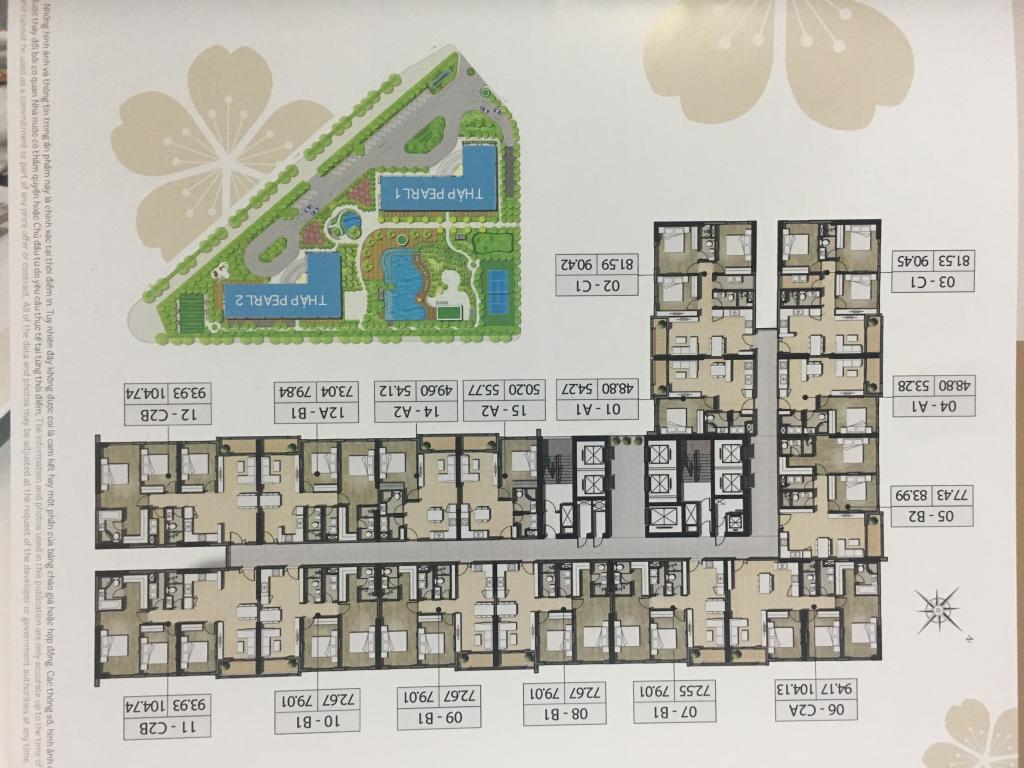 Những hình ảnh và thông tin trong ấn phẩm này là chính xác tại thời điểm in. Tuy nhiên đây không được coi là cam kết hay một phần của bảng chào giá hoặc hợp đồng. Các thông số, hình ảnh
được thay đổi bởi cơ quan Nhà nước có thẩm quyền hoặc Chủ đầu tư do yêu cầu thực tế tại từng thời điểm. The information and photos used in this publication are only accurate up to the time of
and cannot be used as a commitment or part of any price offer or contract. All of the data and photos may be adjusted at the request of the developer or government authorities at any time.
THÁP PEARL 1
THÁP PEARL 2
02 - C1
81.59 90.42
03 - C1
81.53 90.45
12 - C2B
93.93 104.74
12A - B1
73.04 79.84
14 - A2
49.60 54.12
15 - A2
50.20 55.77
01 - A1
48.80 54.27
04 - A1
48.80 53.28
05 - B2
77.43 83.99
N
11 - C2B
93.93 104.74
10 - B1
72.67 79.01
09 - B1
72.67 79.01
08 - B1
72.67 79.01
07 - B1
72.55 79.01
06 - C2A
94.17 104.13